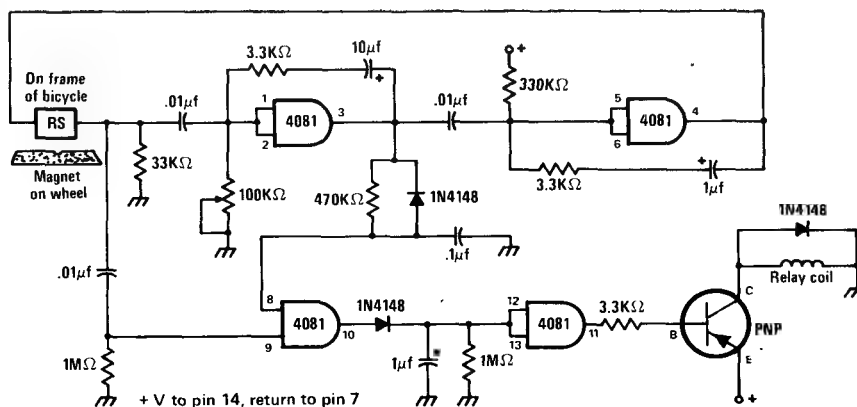 On frame
of bicycle
RS
Magnet
on wheel
33KΩ
.01µf
3.3KΩ
10µf
+
1
2
4081
3
100KΩ
470KΩ
1N4148
.1µf
.01µf
+
330KΩ
5
6
4081
4
3.3KΩ
+
1µf
.01µf
1MΩ
8
9
4081
10
1N4148
1µf
1MΩ
12
13
4081
11
3.3KΩ
B
C
E
PNP
1N4148
Relay coil
+
+ V to pin 14, return to pin 7